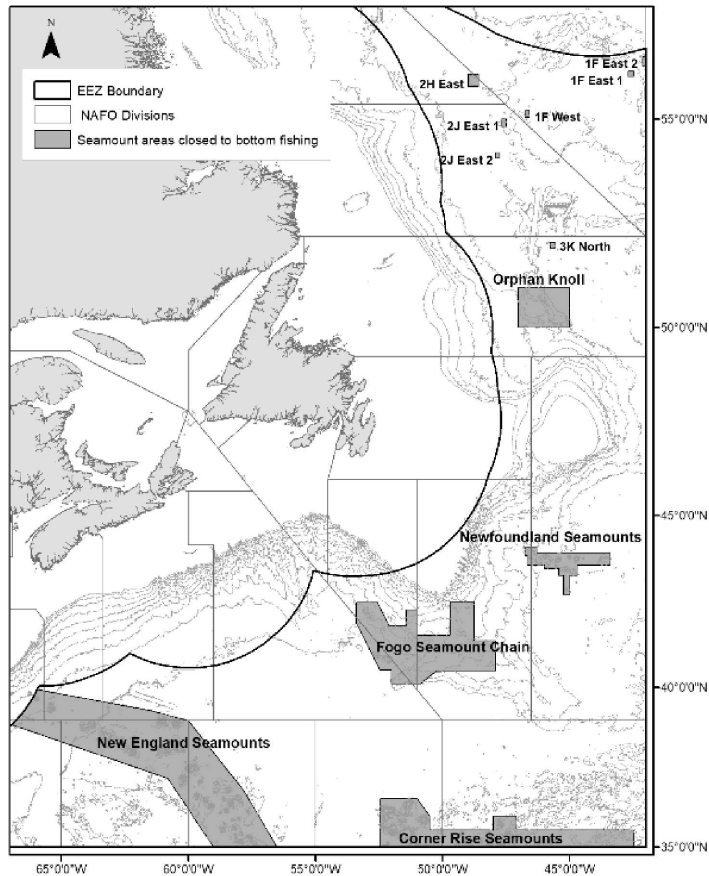 N
EEZ Boundary
NAFO Divisions
Seamount areas closed to bottom fishing
1F East 2
1F East 1
2H East
1F West
2J East 1
2J East 2
3K North
Orphan Knoll
Newfoundland Seamounts
Fogo Seamount Chain
New England Seamounts
Corner Rise Seamounts
55°0'0"N
50°0'0"N
45°0'0"N
40°0'0"N
35°0'0"N
65°0'0"W
60°0'0"W
55°0'0"W
50°0'0"W
45°0'0"W